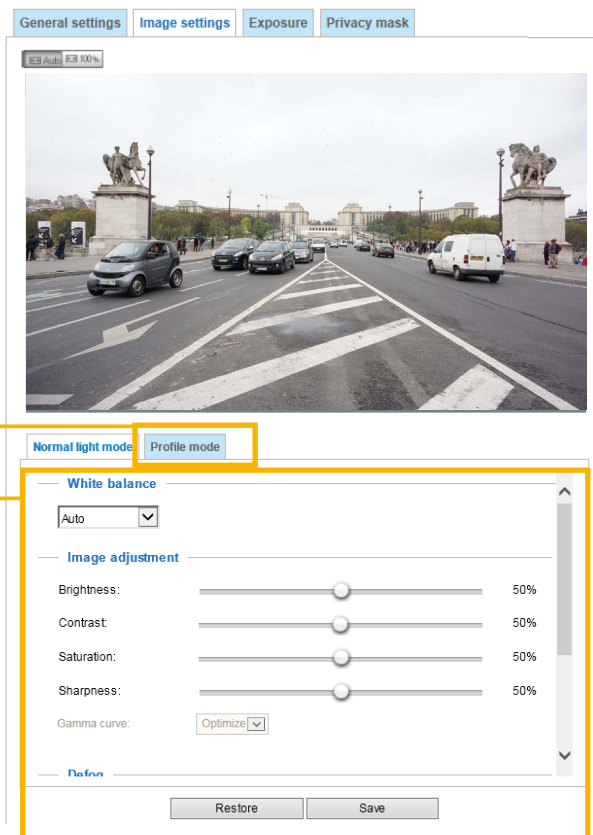 General settings Image settings Exposure Privacy mask
Auto 100%
Normal light mode Profile mode
White balance
Auto
Image adjustment
Brightness: 50%
Contrast: 50%
Saturation: 50%
Sharpness: 50%
Gamma curve: Optimize
Defog
Restore Save